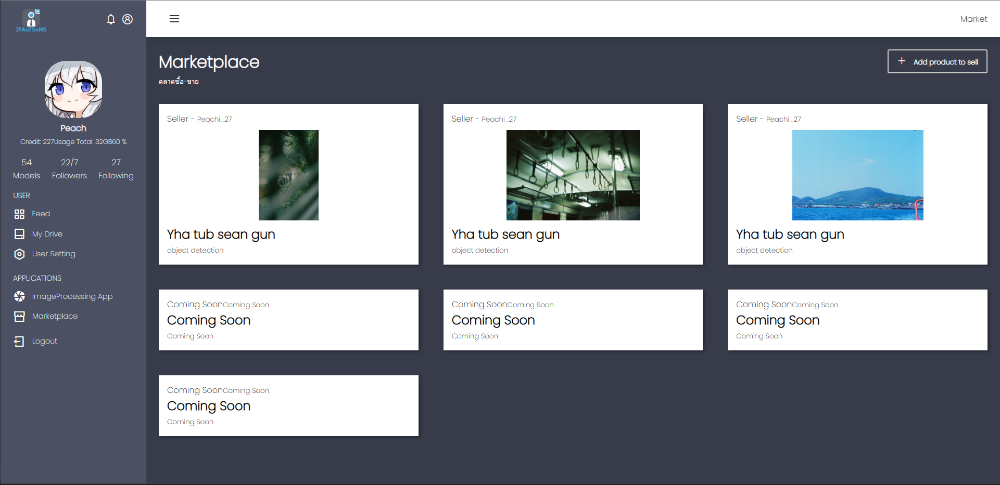 IPAuTSoNS
Peach
Credit: 227Usage Total: 32GB60 %
54 22/7 27
Models Followers Following
USER
Feed
My Drive
User Setting
APPLICATIONS
ImageProcessing App
Marketplace
Logout
Market
Marketplace
ตลาดซื้อ-ขาย
Add product to sell
Seller - Peachi_27
Yha tub sean gun
object detection
Seller - Peachi_27
Yha tub sean gun
object detection
Seller - Peachi_27
Yha tub sean gun
object detection
Coming SoonComing Soon
Coming Soon
Coming Soon
Coming SoonComing Soon
Coming Soon
Coming Soon
Coming SoonComing Soon
Coming Soon
Coming Soon
Coming SoonComing Soon
Coming Soon
Coming Soon